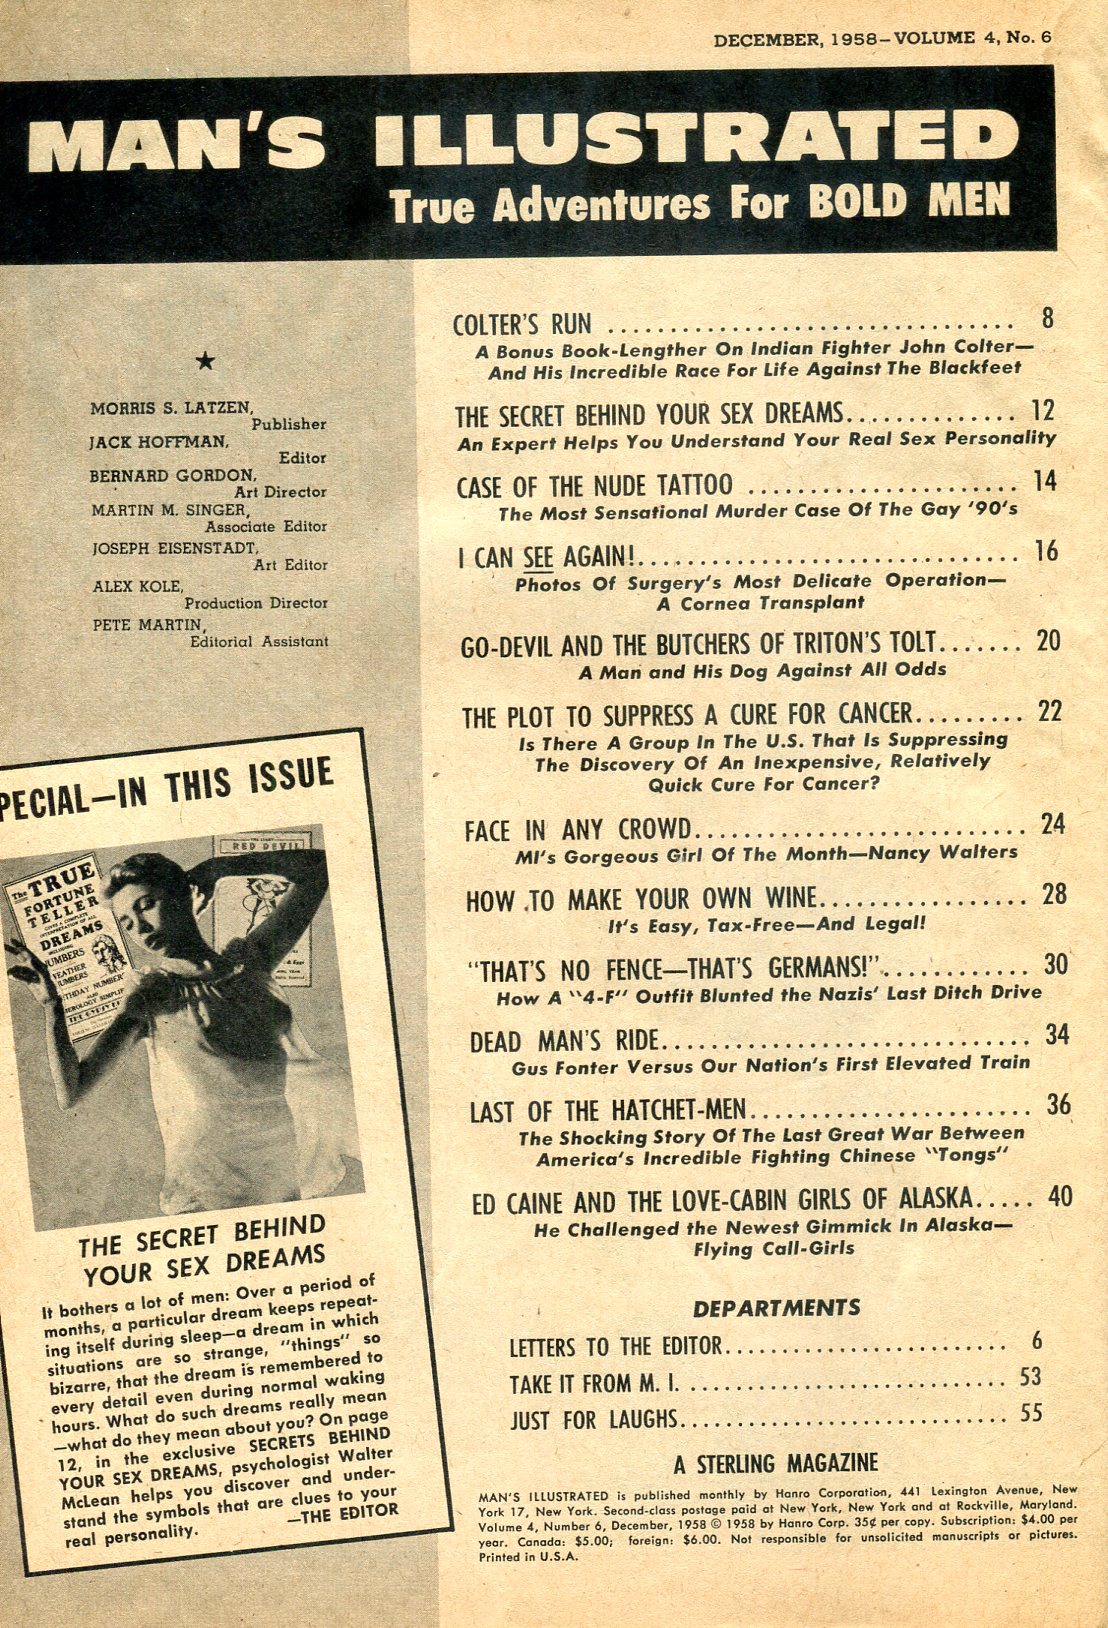 DECEMBER, 1958–VOLUME 4, No. 6
MAN'S ILLUSTRATED
True Adventures For BOLD MEN
MORRIS S. LATZEN,
Publisher
JACK HOFFMAN,
Editor
BERNARD GORDON,
Art Director
MARTIN M. SINGER,
Associate Editor
JOSEPH EISENSTADT,
Art Editor
ALEX KOLE,
Production Director
PETE MARTIN,
Editorial Assistant
PECIAL—IN THIS ISSUE
RED DEVIL
The TRUE
FORTUNE
TELLER
GIVES A COMPLETE
INTERPRETATION OF ALL
DREAMS
INCLUDING
NUMBERS
WEATHER
NUMBERS
THDAY NUMBER
ALSO
THE SECRET BEHIND
YOUR SEX DREAMS
It bothers a lot of men: Over a period of
months, a particular dream keeps repeat-
ing itself during sleep—a dream in which
situations are so strange, "things" so
bizarre, that the dream is remembered to
every detail even during normal waking
hours. What do such dreams really mean
—what do they mean about you? On page
12, in the exclusive SECRETS BEHIND
YOUR SEX DREAMS, psychologist Walter
McLean helps you discover and under-
stand the symbols that are clues to your
real personality.
—THE EDITOR
COLTER'S RUN ................................. 8
A Bonus Book-Lengther On Indian Fighter John Colter—
And His Incredible Race For Life Against The Blackfeet
THE SECRET BEHIND YOUR SEX DREAMS.............. 12
An Expert Helps You Understand Your Real Sex Personality
CASE OF THE NUDE TATTOO ...................... 14
The Most Sensational Murder Case Of The Gay '90's
I CAN SEE AGAIN!............................... 16
Photos Of Surgery's Most Delicate Operation—
A Cornea Transplant
GO-DEVIL AND THE BUTCHERS OF TRITON'S TOLT....... 20
A Man and His Dog Against All Odds
THE PLOT TO SUPPRESS A CURE FOR CANCER......... 22
Is There A Group In The U.S. That Is Suppressing
The Discovery Of An Inexpensive, Relatively
Quick Cure For Cancer?
FACE IN ANY CROWD........................... 24
MI's Gorgeous Girl Of The Month—Nancy Walters
HOW TO MAKE YOUR OWN WINE................. 28
It's Easy, Tax-Free—And Legal!
"THAT'S NO FENCE—THAT'S GERMANS!"............ 30
How A "4-F" Outfit Blunted the Nazis' Last Ditch Drive
DEAD MAN'S RIDE.............................. 34
Gus Fonter Versus Our Nation's First Elevated Train
LAST OF THE HATCHET-MEN....................... 36
The Shocking Story Of The Last Great War Between
America's Incredible Fighting Chinese "Tongs"
ED CAINE AND THE LOVE-CABIN GIRLS OF ALASKA..... 40
He Challenged the Newest Gimmick In Alaska—
Flying Call-Girls
DEPARTMENTS
LETTERS TO THE EDITOR........................ 6
TAKE IT FROM M. I. ........................... 53
JUST FOR LAUGHS............................ 55
A STERLING MAGAZINE
MAN'S ILLUSTRATED is published monthly by Hanro Corporation, 441 Lexington Avenue, New
York 17, New York. Second-class postage paid at New York, New York and at Rockville, Maryland.
Volume 4, Number 6, December, 1958 © 1958 by Hanro Corp. 35¢ per copy. Subscription: $4.00 per
year. Canada: $5.00; foreign: $6.00. Not responsible for unsolicited manuscripts or pictures.
Printed in U.S.A.